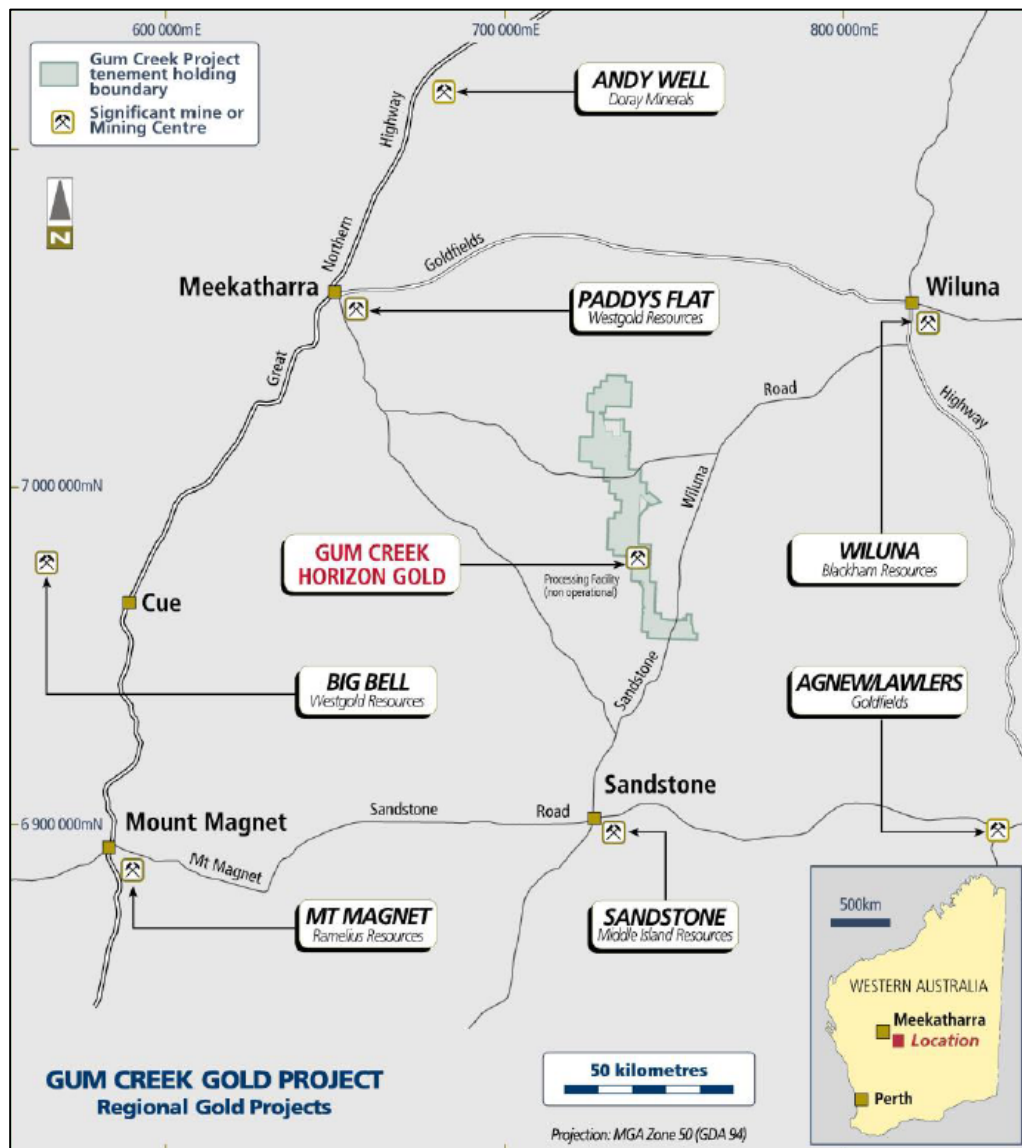 600 000mE
700 000mE
800 000mE
Gum Creek Project
tenement holding
boundary
Significant mine or
Mining Centre
N
ANDY WELL
Doray Minerals
Highway
Northern
Goldfields
Meekatharra
Wiluna
PADDYS FLAT
Westgold Resources
Great
Road
Highway
7 000 000mN
Wiluna
GUM CREEK
HORIZON GOLD
Processing Facility
(non operational)
WILUNA
Blackham Resources
Cue
BIG BELL
Westgold Resources
Sandstone
AGNEW/LAWLERS
Goldfields
Sandstone
6 900 000mN
Mount Magnet
Sandstone
Road
Mt Magnet
MT MAGNET
Ramelius Resources
SANDSTONE
Middle Island Resources
500km
WESTERN AUSTRALIA
Meekatharra
Location
Perth
GUM CREEK GOLD PROJECT
Regional Gold Projects
50 kilometres
Projection: MGA Zone 50 (GDA 94)